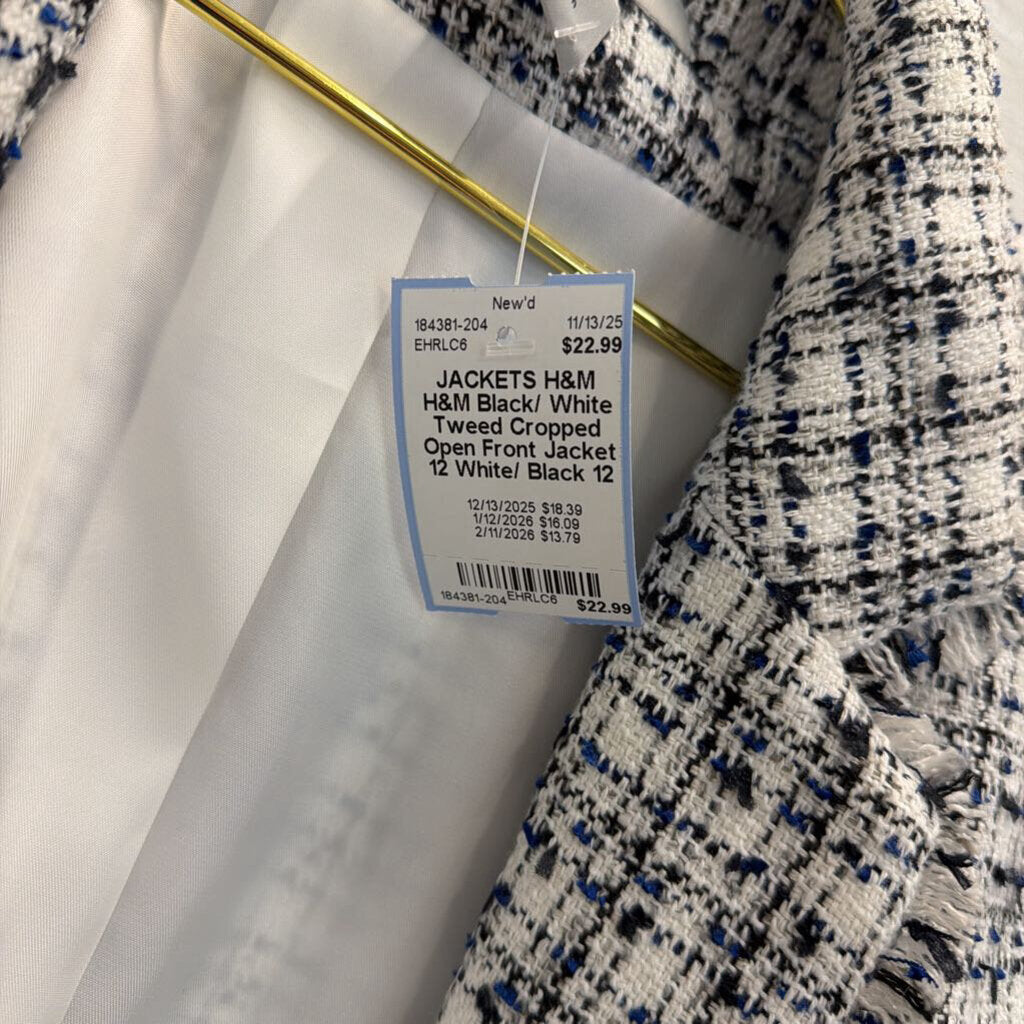 New'd
184381-204 11/13/25
EHRLC6 $22.99
JACKETS H&M
H&M Black/ White
Tweed Cropped
Open Front Jacket
12 White/ Black 12
12/13/2025 $18.39
1/12/2026 $16.09
2/11/2026 $13.79
184381-204 EHRLC6 $22.99